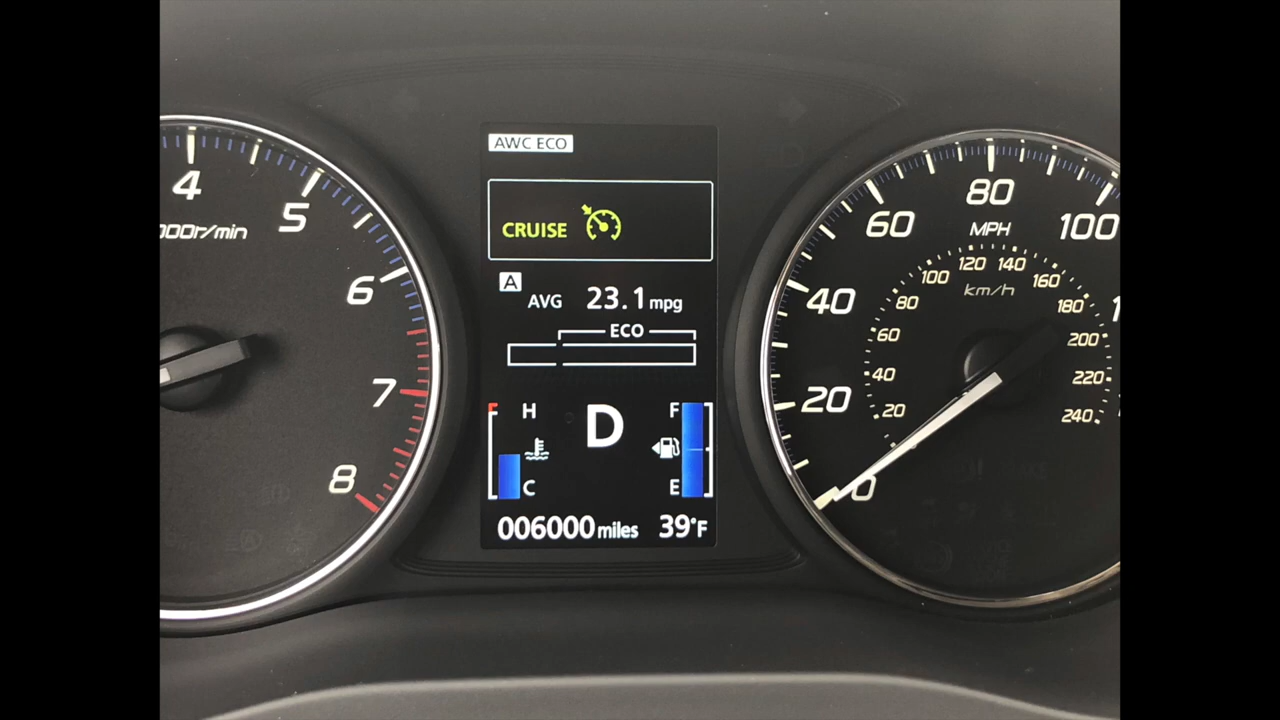 AWC ECO
CRUISE
A
AVG 23.1 mpg
ECO
H D F
C E
006000 miles 39°F
4
5
6
7
8
000r/min
0
20
40
60
80
100
MPH
km/h
20
40
60
80
100
120
140
160
180
200
220
240